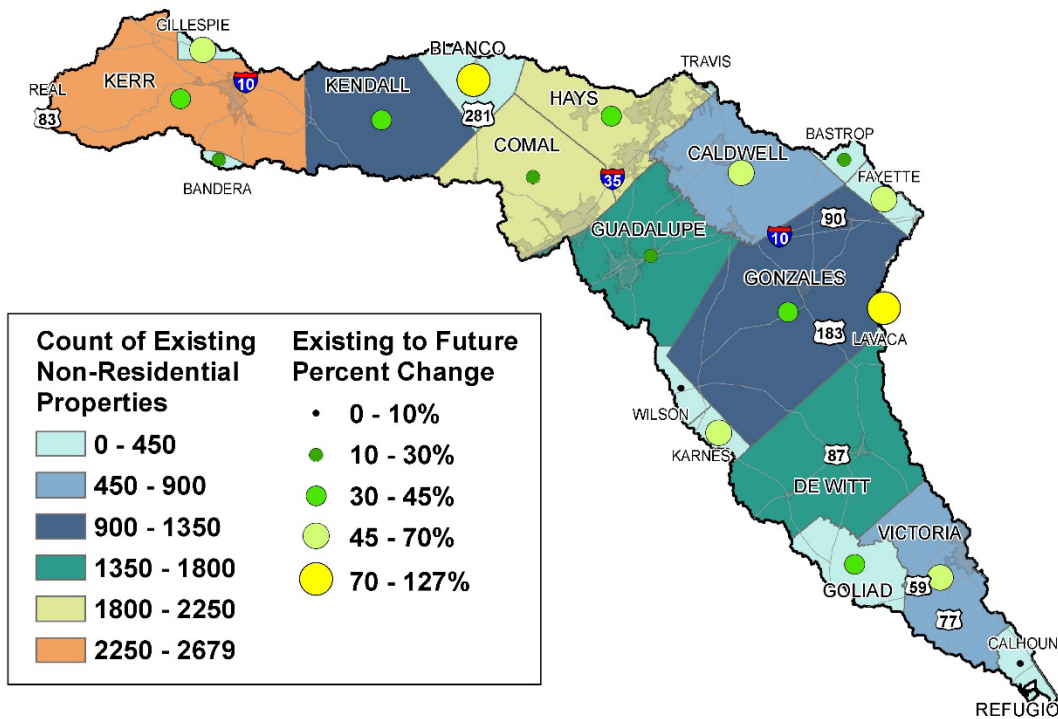 GILLESPIE
BLANCO
TRAVIS
KERR
10
KENDALL
HAYS
REAL
83
281
BASTROP
COMAL
CALDWELL
35
FAYETTE
BANDERA
90
GUADALUPE
10
GONZALES
183
LAVACA
WILSON
KARNES
87
DE WITT
VICTORIA
59
GOLIAD
77
CALHOUN
REFUGIO
Count of Existing
Non-Residential
Properties
0 - 450
450 - 900
900 - 1350
1350 - 1800
1800 - 2250
2250 - 2679
Existing to Future
Percent Change
0 - 10%
10 - 30%
30 - 45%
45 - 70%
70 - 127%